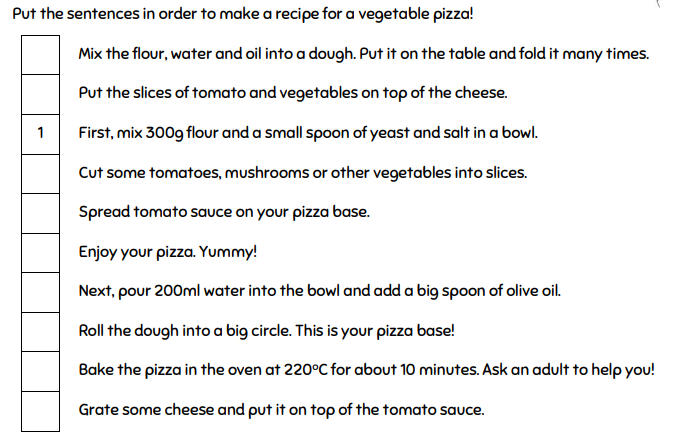 Put the sentences in order to make a recipe for a vegetable pizza!
Mix the flour, water and oil into a dough. Put it on the table and fold it many times.
Put the slices of tomato and vegetables on top of the cheese.
1 First, mix 300g flour and a small spoon of yeast and salt in a bowl.
Cut some tomatoes, mushrooms or other vegetables into slices.
Spread tomato sauce on your pizza base.
Enjoy your pizza. Yummy!
Next, pour 200ml water into the bowl and add a big spoon of olive oil.
Roll the dough into a big circle. This is your pizza base!
Bake the pizza in the oven at 220ºC for about 10 minutes. Ask an adult to help you!
Grate some cheese and put it on top of the tomato sauce.